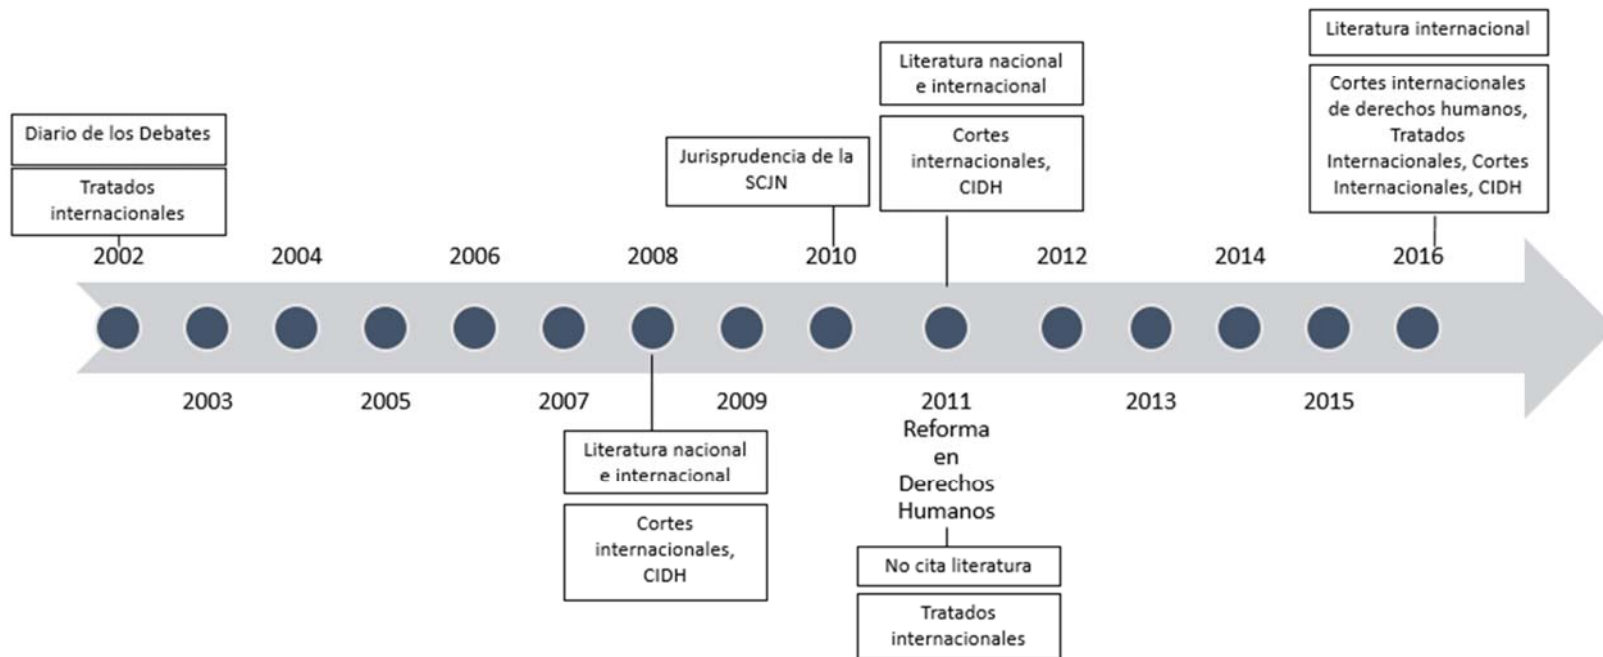 Literatura internacional
Cortes internacionales
de derechos humanos,
Tratados
Internacionales, Cortes
Internacionales, CIDH
Literatura nacional
e internacional
Cortes
internacionales,
CIDH
Diario de los Debates
Tratados
internacionales
Jurisprudencia de la
SCJN
2002
2004
2006
2008
2010
2012
2014
2016
2003
2005
2007
2009
2011
2013
2015
Reforma
en
Derechos
Humanos
Literatura nacional
e internacional
Cortes
internacionales,
CIDH
No cita literatura
Tratados
internacionales